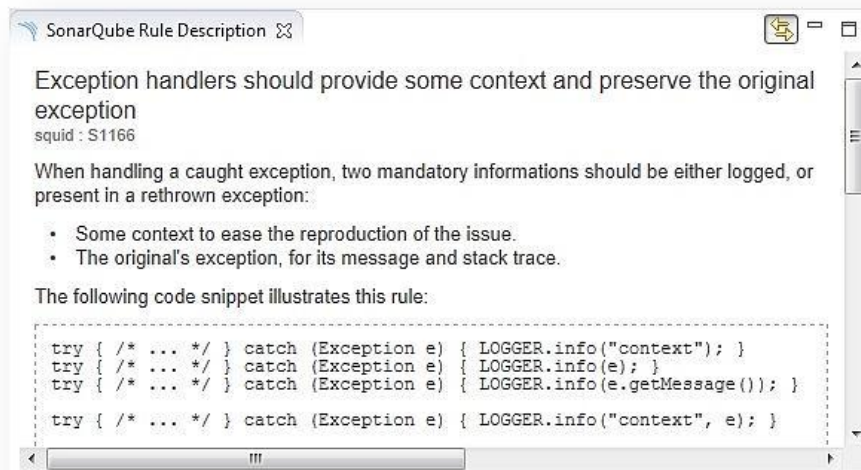 SonarQube Rule Description
Exception handlers should provide some context and preserve the original
exception
squid : S1166
When handling a caught exception, two mandatory informations should be either logged, or
present in a rethrown exception:
• Some context to ease the reproduction of the issue.
• The original's exception, for its message and stack trace.
The following code snippet illustrates this rule:
try { /* ... */ } catch (Exception e) { LOGGER.info("context"); }
try { /* ... */ } catch (Exception e) { LOGGER.info(e); }
try { /* ... */ } catch (Exception e) { LOGGER.info(e.getMessage()); }
try { /* ... */ } catch (Exception e) { LOGGER.info("context", e); }